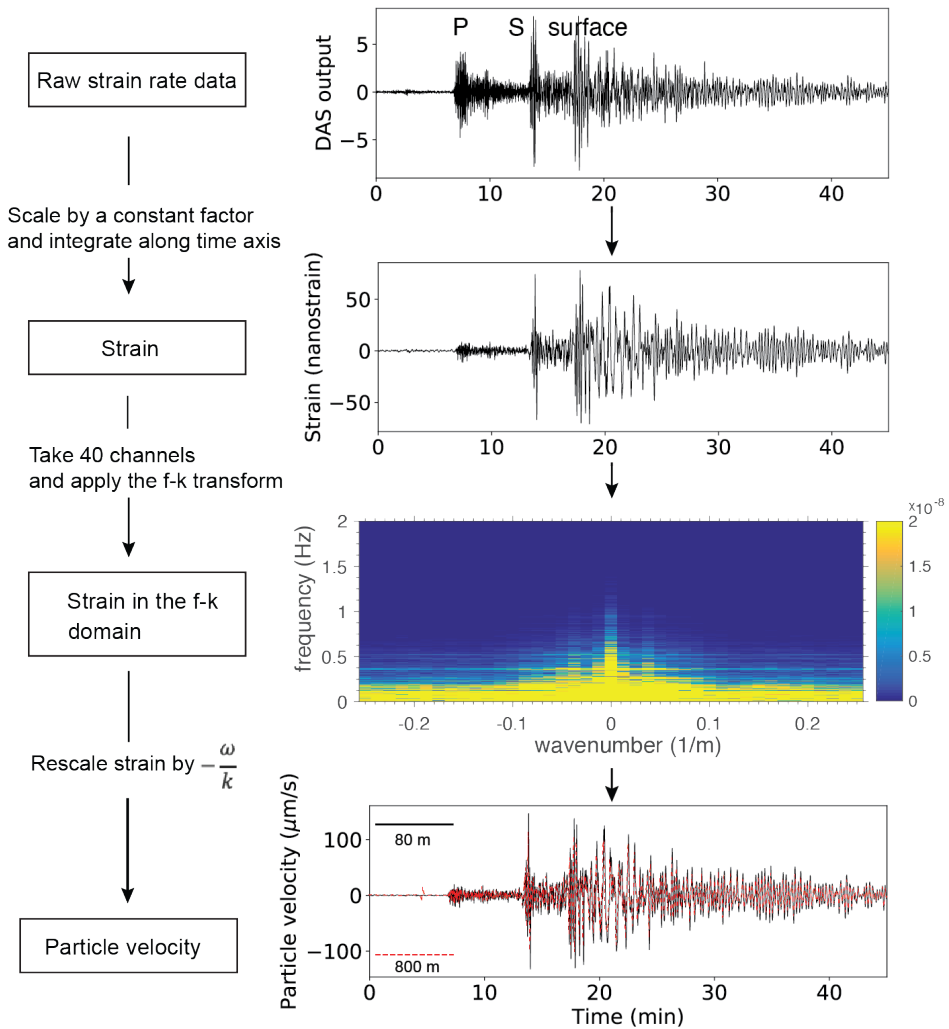 Raw strain rate data
Scale by a constant factor
and integrate along time axis
Strain
Take 40 channels
and apply the f-k transform
Strain in the f-k
domain
Rescale strain by −ω/k
Particle velocity
P S surface
DAS output
5
0
−5
0 10 20 30 40
Strain (nanostrain)
50
0
−50
0 10 20 30 40
×10⁻⁸
frequency (Hz)
2
1.5
1
0.5
0
-0.2 -0.1 0 0.1 0.2
wavenumber (1/m)
2
1.5
1
0.5
0
Particle velocity (μm/s)
100
0
−100
80 m
800 m
0 10 20 30 40
Time (min)